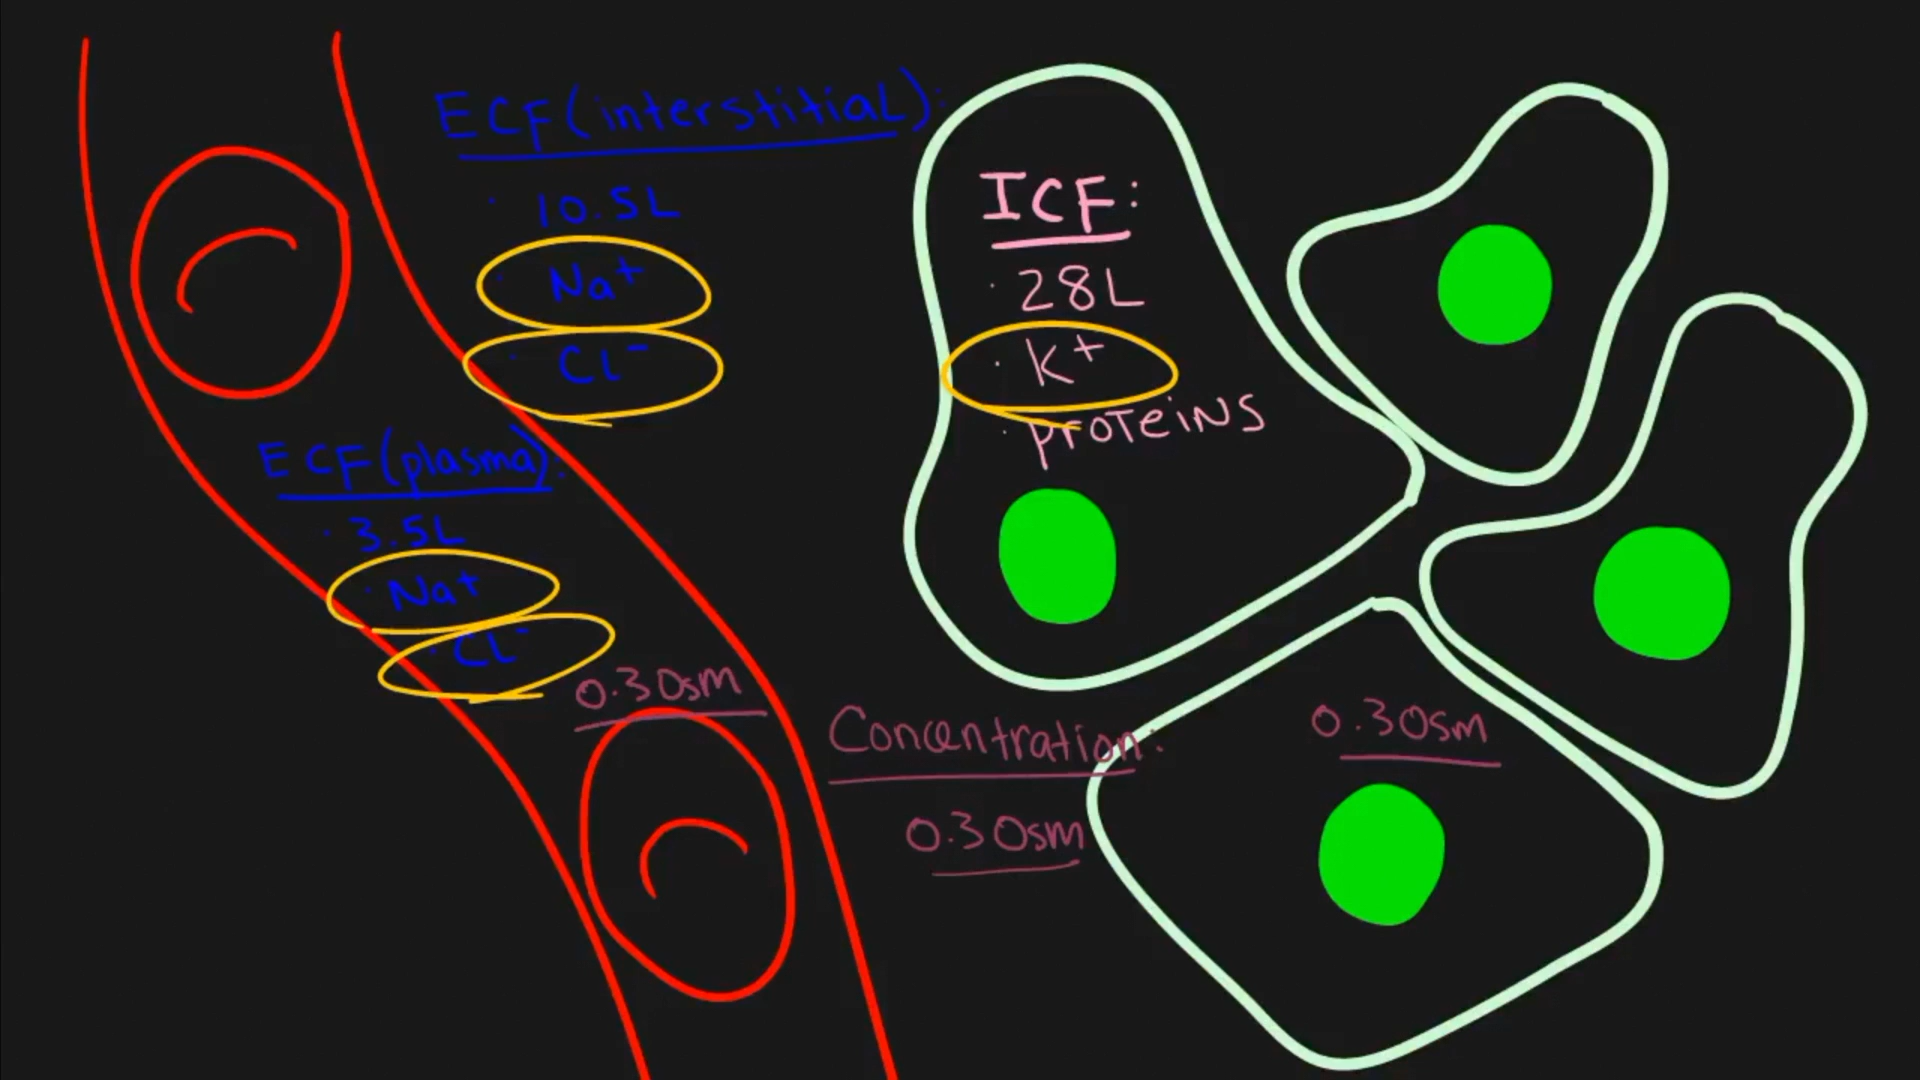 ECF(interstitial):
· 10.5L
· Na⁺
· Cl⁻
ECF(plasma):
· 3.5L
· Na⁺
· Cl⁻
0.3Osm
ICF:
· 28L
· K⁺
· proteins
Concentration:
0.3Osm
0.3Osm